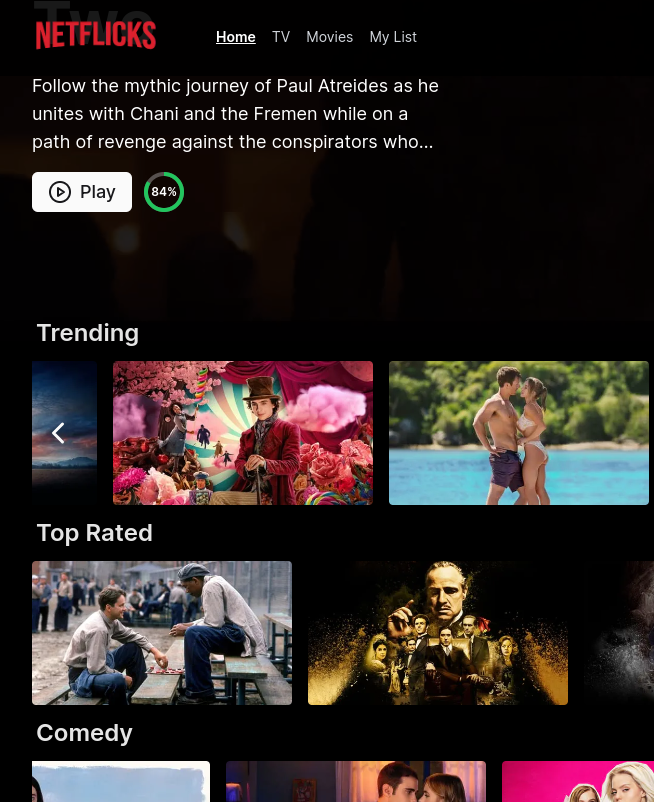 Two
NETFLICKS
Home TV Movies My List
Follow the mythic journey of Paul Atreides as he
unites with Chani and the Fremen while on a
path of revenge against the conspirators who...
Play 84%
Trending
Top Rated
Comedy